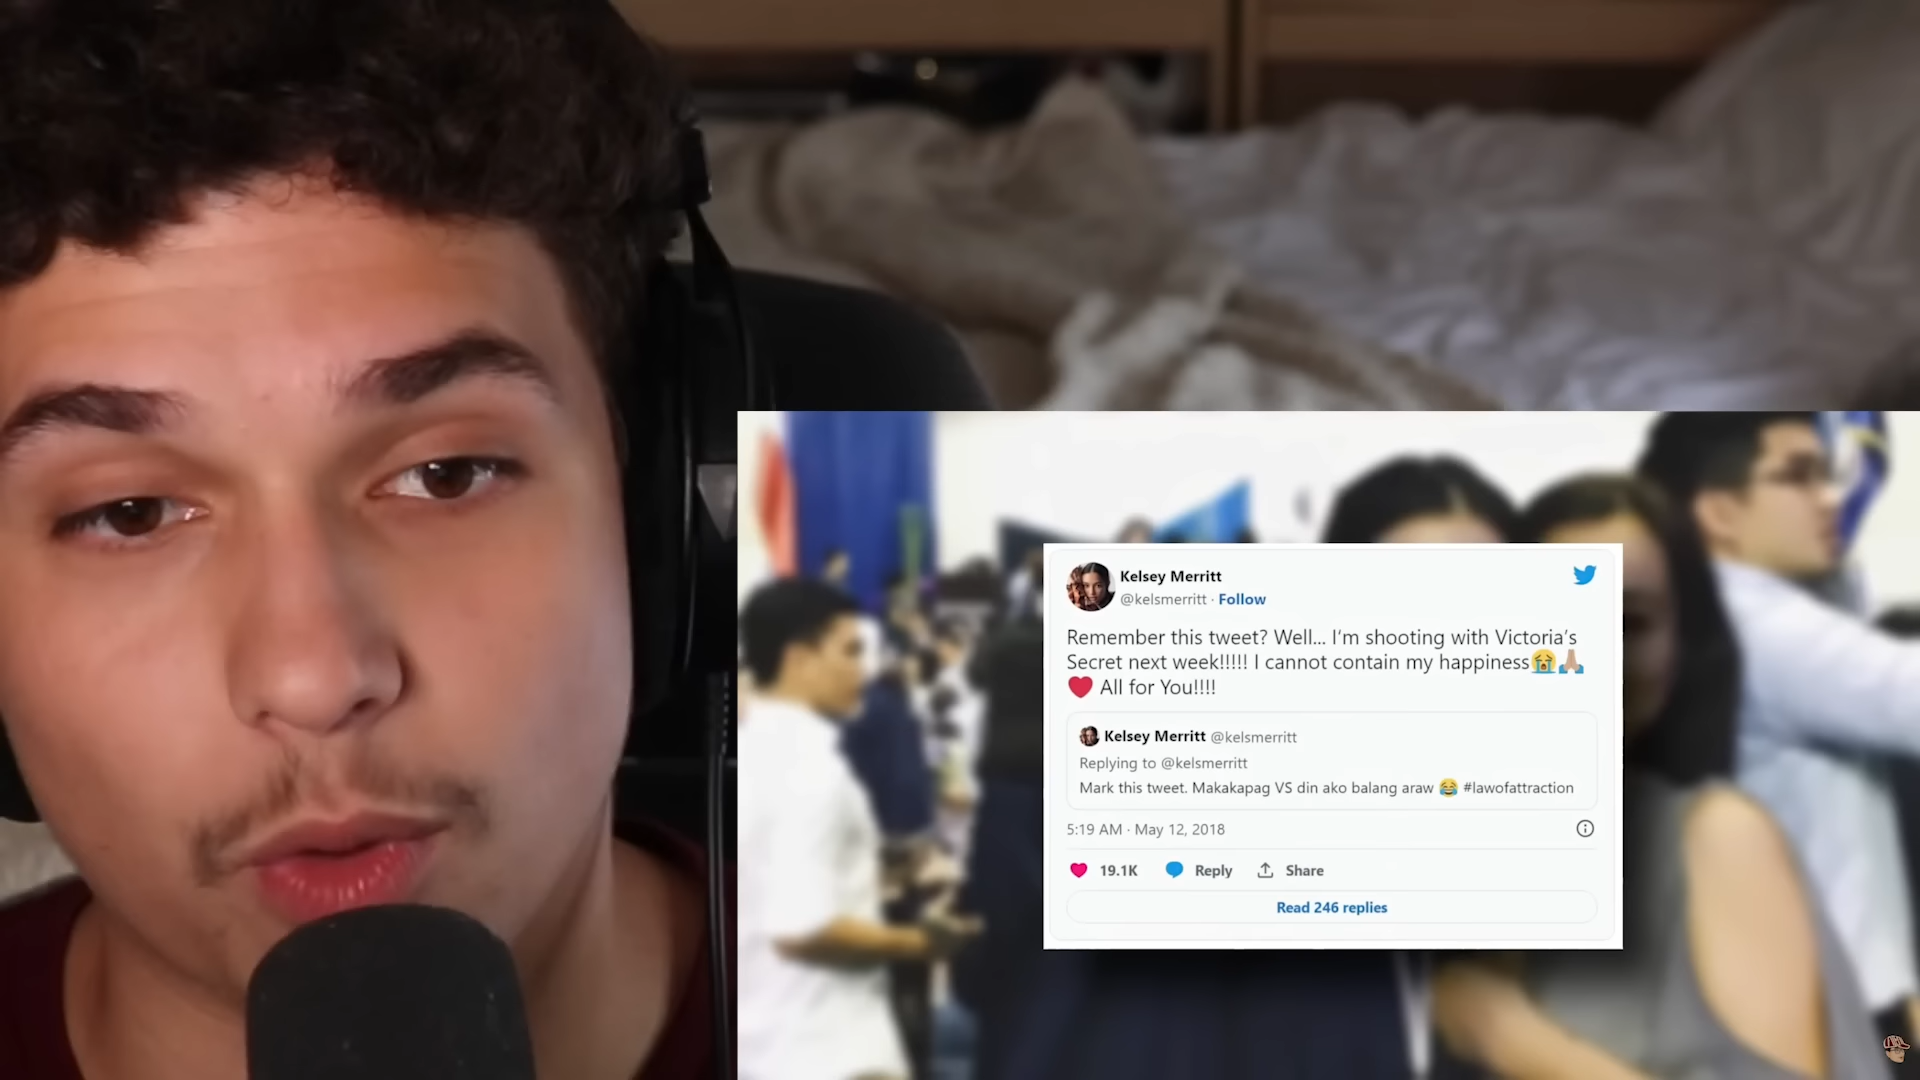 Kelsey Merritt
@kelsmerritt · Follow
Remember this tweet? Well... I'm shooting with Victoria's
Secret next week!!!!! I cannot contain my happiness😭🙏🏼
❤️ All for You!!!!
Kelsey Merritt @kelsmerritt
Replying to @kelsmerritt
Mark this tweet. Makakapag VS din ako balang araw 😂 #lawofattraction
5:19 AM · May 12, 2018
19.1K Reply Share
Read 246 replies